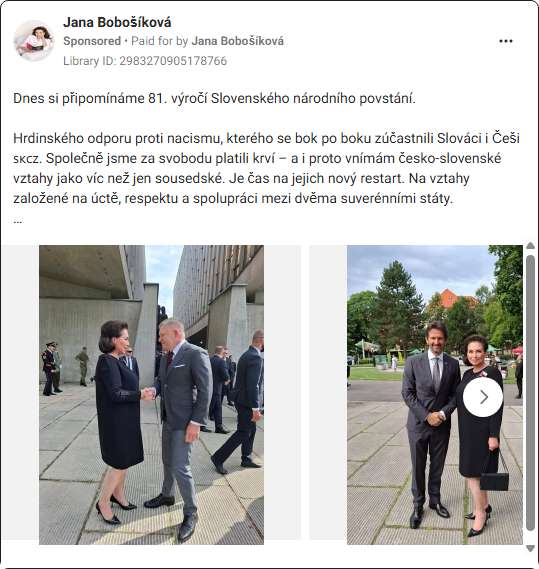 Jana Bobošíková
Sponsored • Paid for by Jana Bobošíková
Library ID: 2983270905178766
Dnes si připomínáme 81. výročí Slovenského národního povstání.
Hrdinského odporu proti nacismu, kterého se bok po boku zúčastnili Slováci i Češi
SKCZ. Společně jsme za svobodu platili krví – a i proto vnímám česko-slovenské
vztahy jako víc než jen sousedské. Je čas na jejich nový restart. Na vztahy
založené na úctě, respektu a spolupráci mezi dvěma suverénními státy.
...